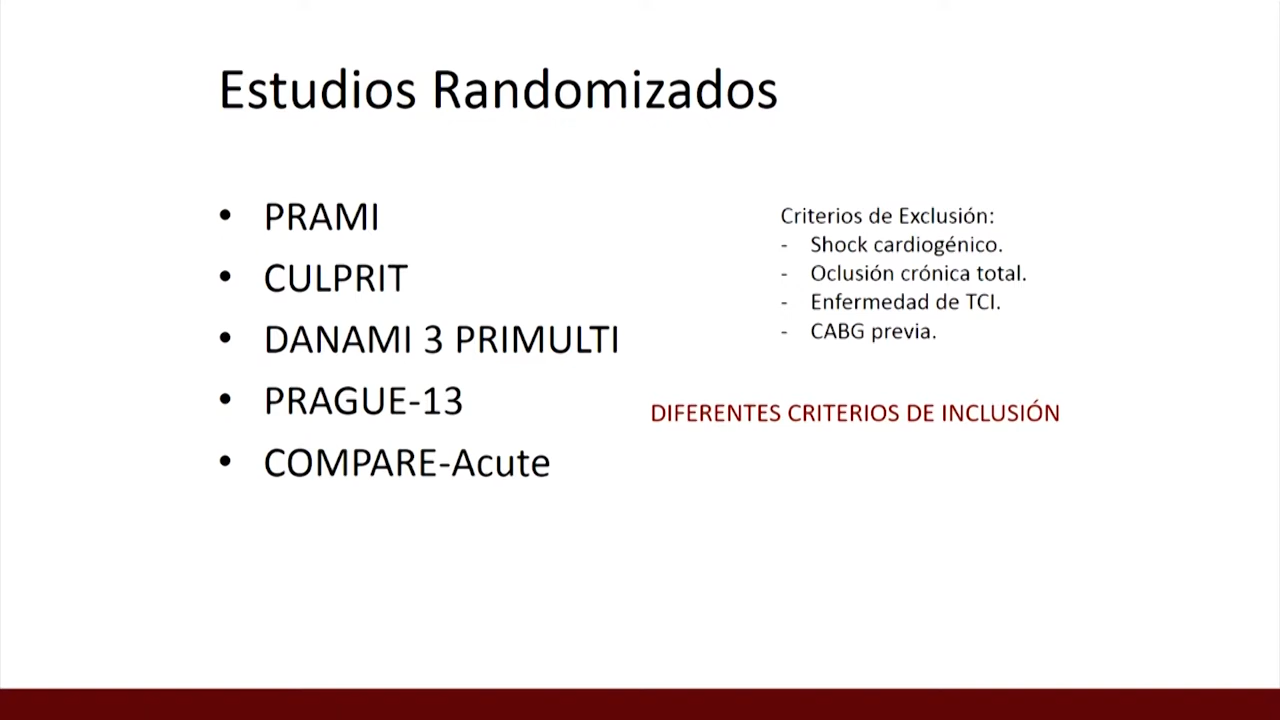 Estudios Randomizados
• PRAMI
• CULPRIT
• DANAMI 3 PRIMULTI
• PRAGUE-13
• COMPARE-Acute
Criterios de Exclusión:
- Shock cardiogénico.
- Oclusión crónica total.
- Enfermedad de TCI.
- CABG previa.
DIFERENTES CRITERIOS DE INCLUSIÓN